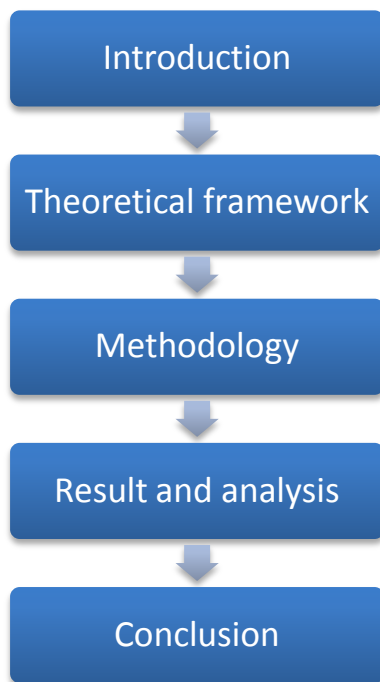 Introduction
Theoretical framework
Methodology
Result and analysis
Conclusion